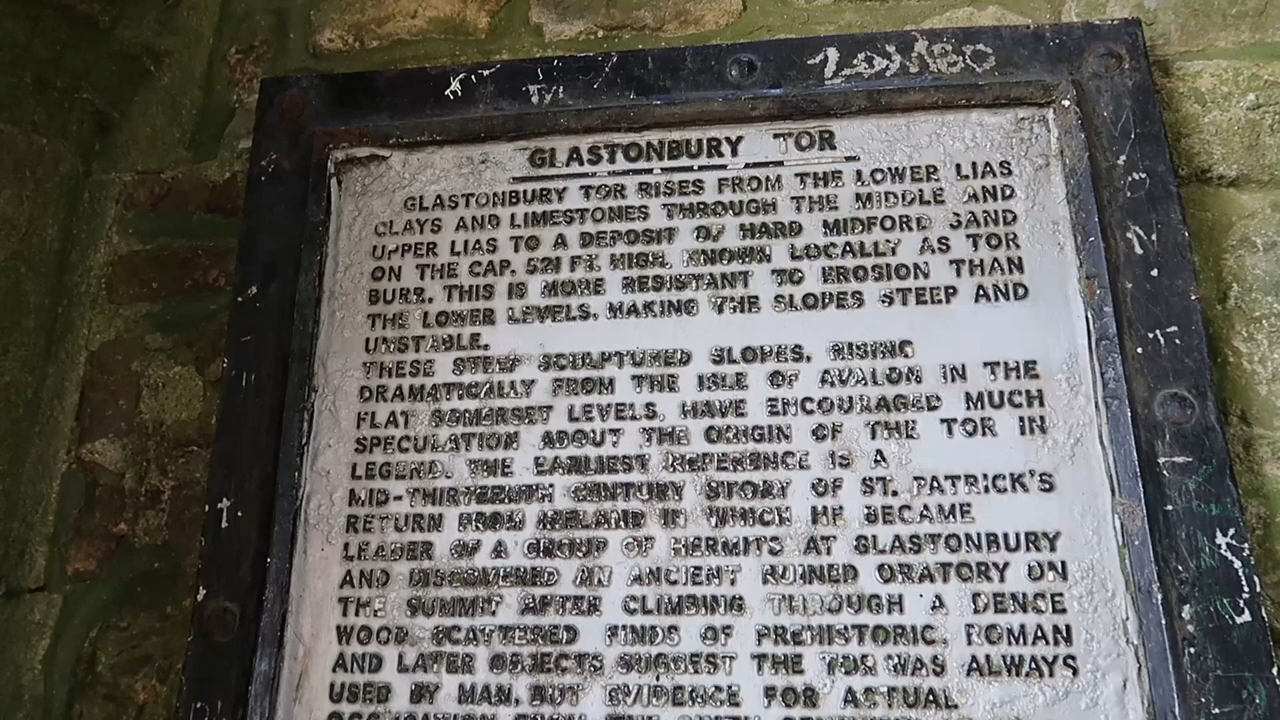 ZOMBO
GLASTONBURY TOR
GLASTONBURY TOR RISES FROM THE LOWER LIAS
CLAYS AND LIMESTONES THROUGH THE MIDDLE AND
UPPER LIAS TO A DEPOSIT OF HARD MIDFORD SAND
ON THE CAP. 521 FT. HIGH. KNOWN LOCALLY AS TOR
BURR. THIS IS MORE RESISTANT TO EROSION THAN
THE LOWER LEVELS. MAKING THE SLOPES STEEP AND
UNSTABLE.
THESE STEEP SCULPTURED SLOPES, RISING
DRAMATICALLY FROM THE ISLE OF AVALON IN THE
FLAT SOMERSET LEVELS, HAVE ENCOURAGED MUCH
SPECULATION ABOUT THE ORIGIN OF THE TOR IN
LEGEND. THE EARLIEST REFERENCE IS A
MID-THIRTEENTH CENTURY STORY OF ST. PATRICK'S
RETURN FROM IRELAND IN WHICH HE BECAME
LEADER OF A GROUP OF HERMITS AT GLASTONBURY
AND DISCOVERED AN ANCIENT RUINED ORATORY ON
THE SUMMIT AFTER CLIMBING THROUGH A DENCE
WOOD. SCATTERED FINDS OF PREHISTORIC, ROMAN
AND LATER OBJECTS SUGGEST THE TOR WAS ALWAYS
USED BY MAN, BUT EVIDENCE FOR ACTUAL